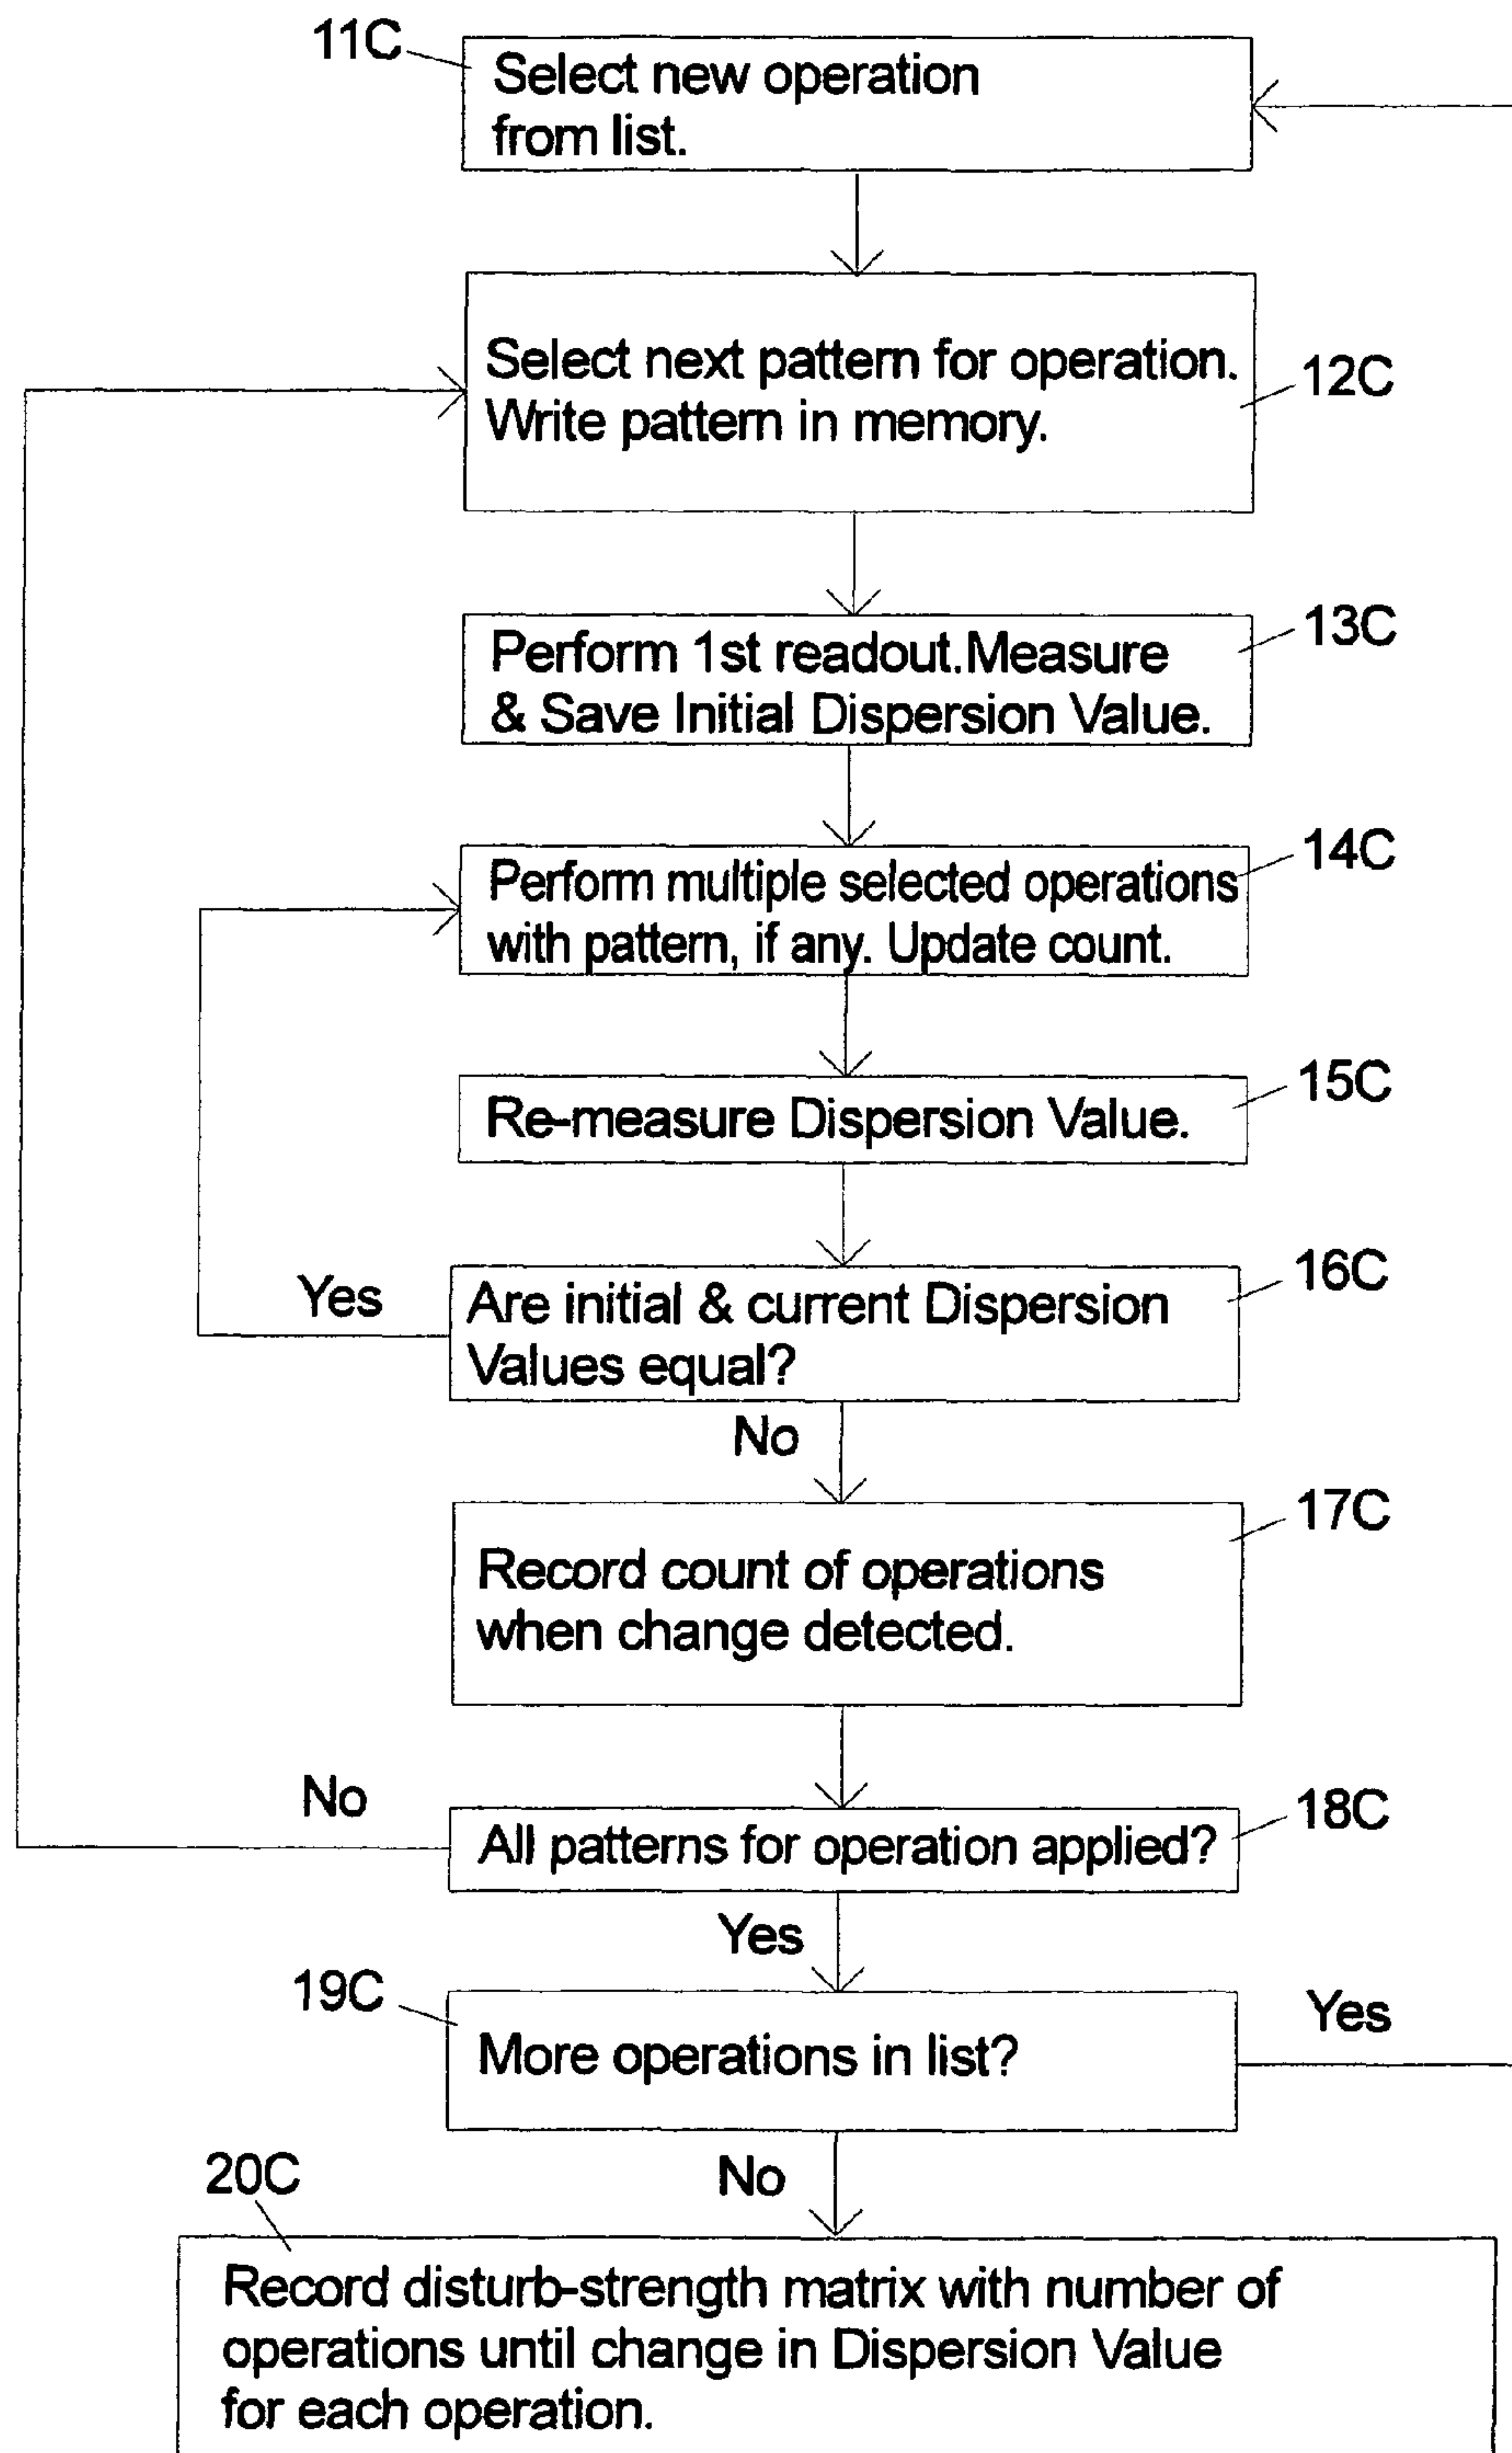 11C
Select new operation
from list.
Select next pattern for operation.
Write pattern in memory.
12C
Perform 1st readout.Measure
& Save Initial Dispersion Value.
13C
Perform multiple selected operations
with pattern, if any. Update count.
14C
Re-measure Dispersion Value.
15C
Yes
Are initial & current Dispersion
Values equal?
16C
No
Record count of operations
when change detected.
17C
No
All patterns for operation applied?
18C
Yes
19C
More operations in list?
Yes
No
20C
Record disturb-strength matrix with number of
operations until change in Dispersion Value
for each operation.